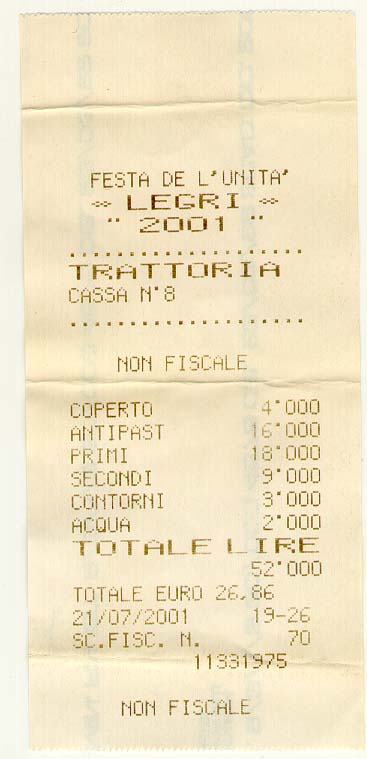 FESTA DE L'UNITA'
∞ LEGRI ∞
" 2001 "
......................
TRATTORIA
CASSA N°8
......................
NON FISCALE
COPERTO 4'000
ANTIPAST 16'000
PRIMI 18'000
SECONDI 9'000
CONTORNI 3'000
ACQUA 2'000
TOTALE LIRE
52'000
TOTALE EURO 26,86
21/07/2001 19-26
SC.FISC. N. 70
11331975
NON FISCALE